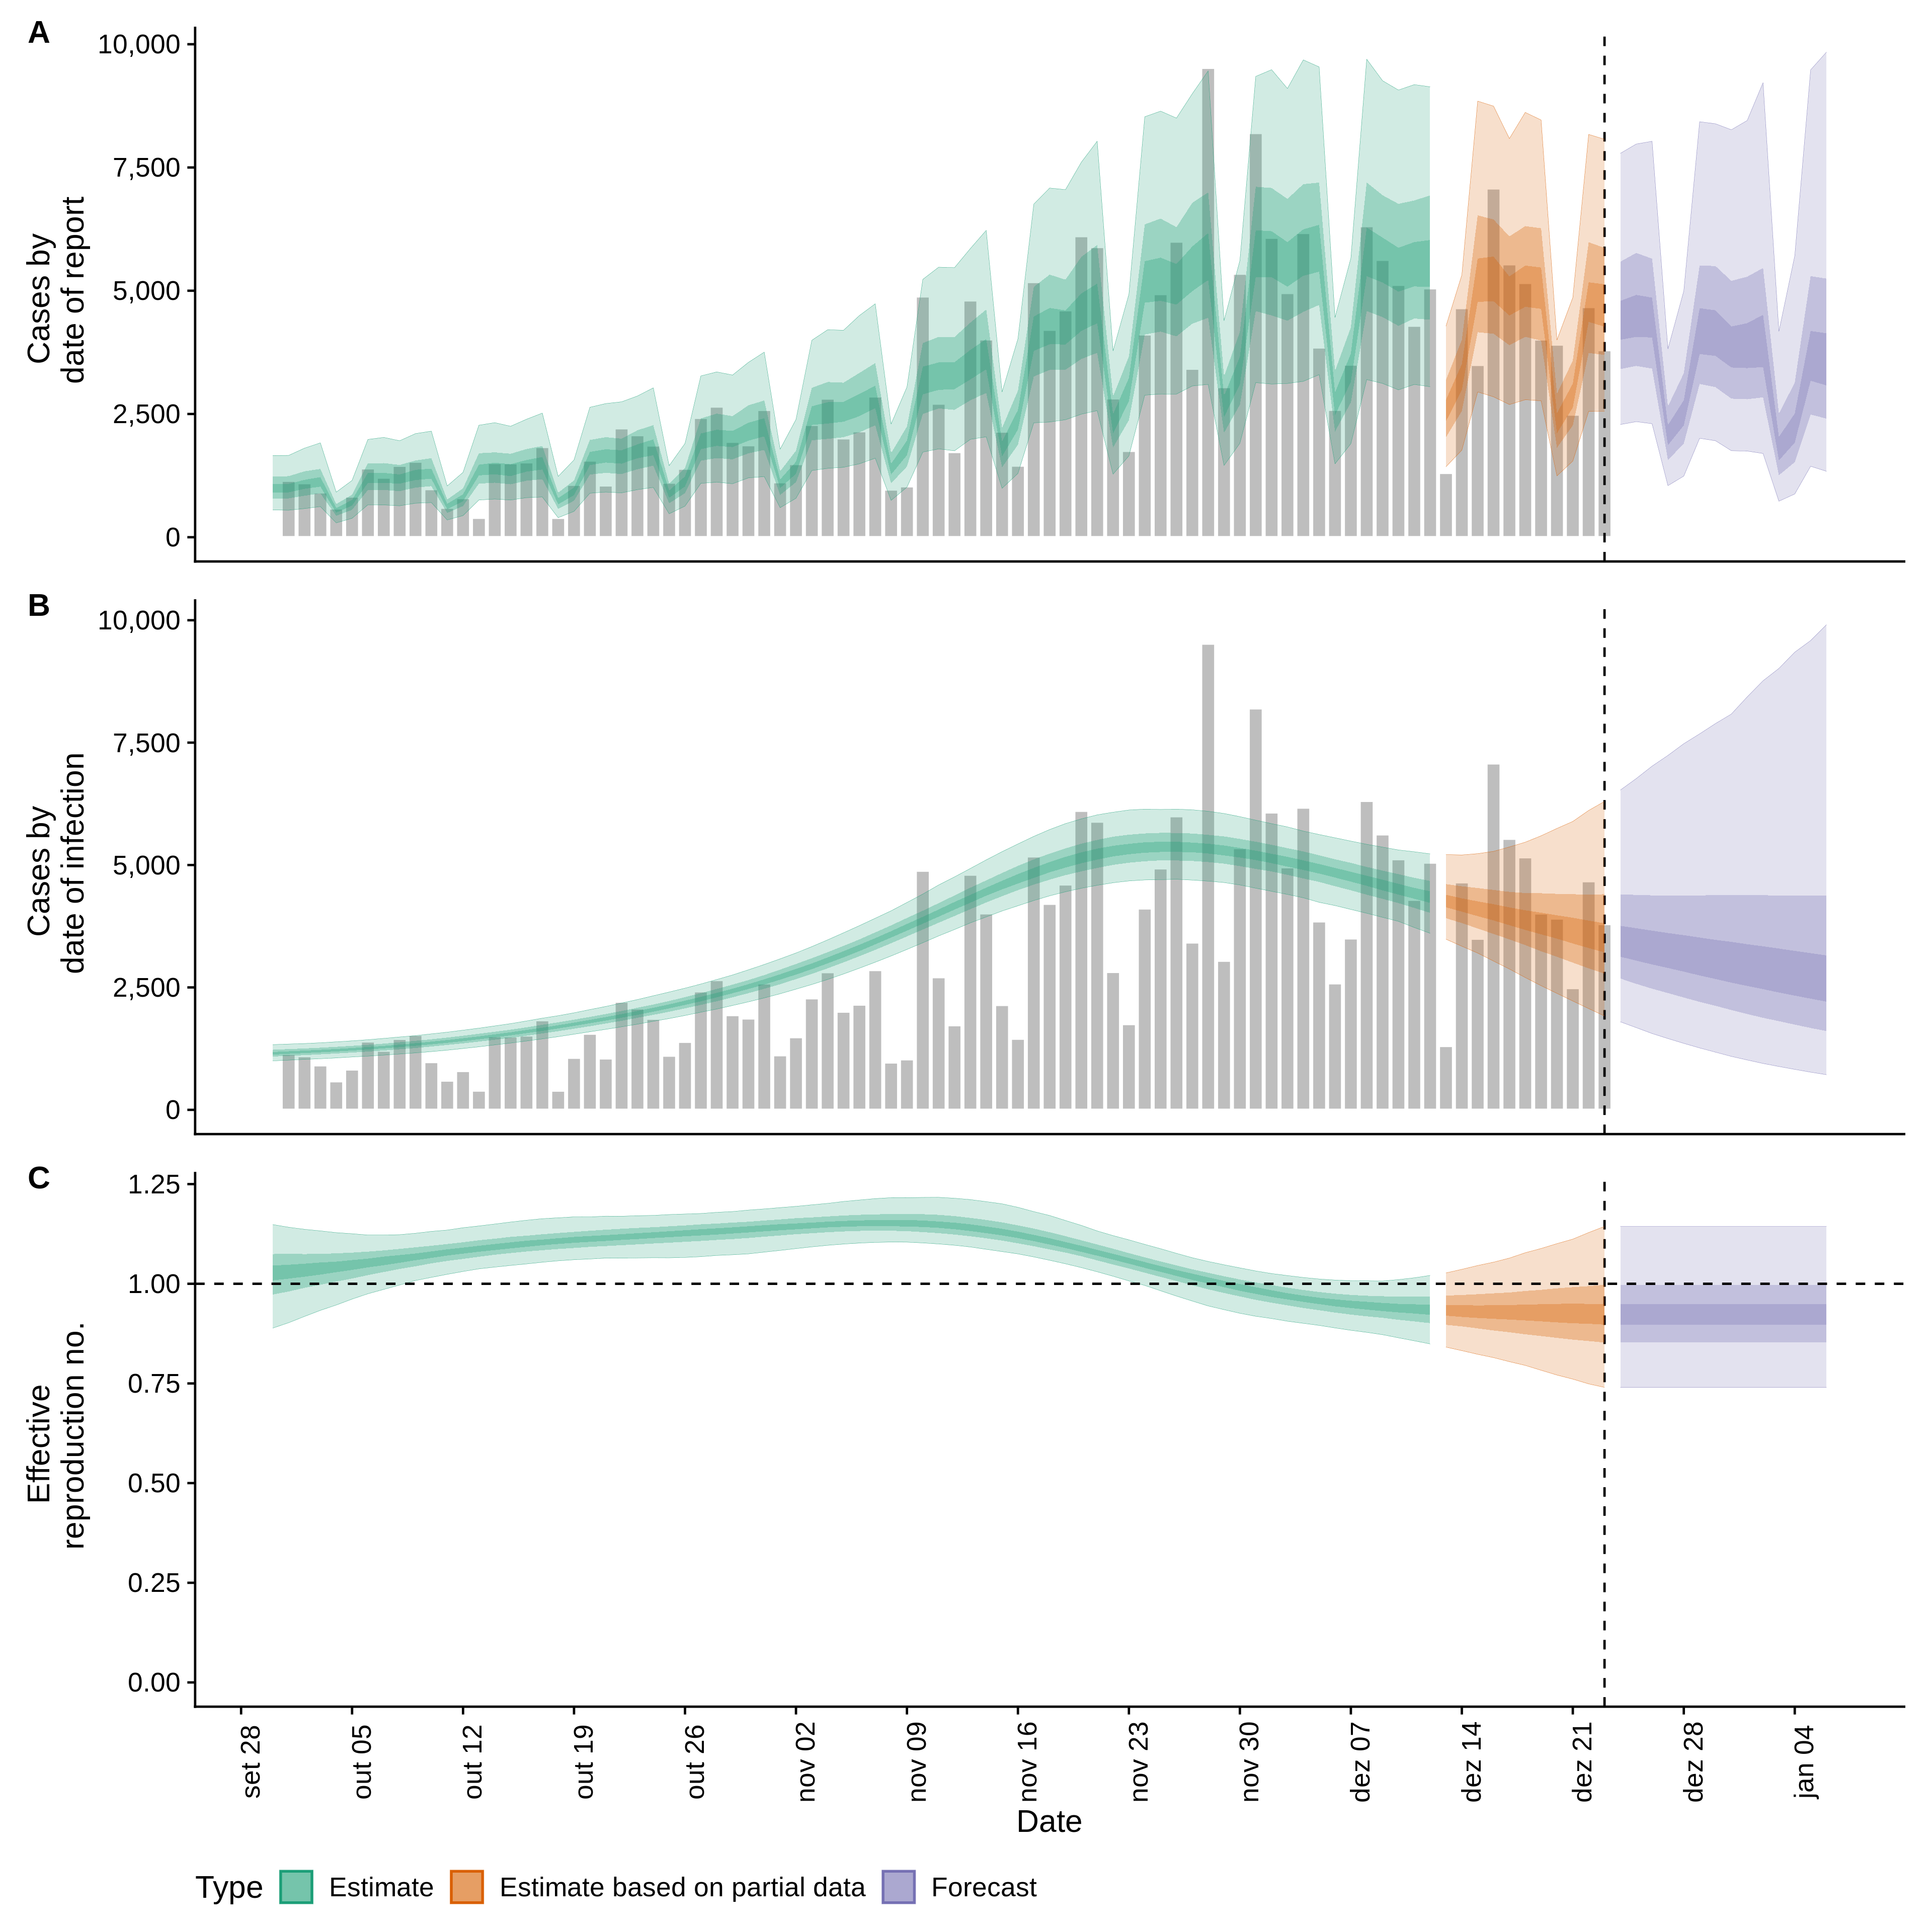 A
10,000
7,500
5,000
2,500
0
Cases by
date of report
B
10,000
7,500
5,000
2,500
0
Cases by
date of infection
C
1.25
1.00
0.75
0.50
0.25
0.00
Effective
reproduction no.
set 28
out 05
out 12
out 19
out 26
nov 02
nov 09
nov 16
nov 23
nov 30
dez 07
dez 14
dez 21
dez 28
jan 04
Date
Type
Estimate
Estimate based on partial data
Forecast